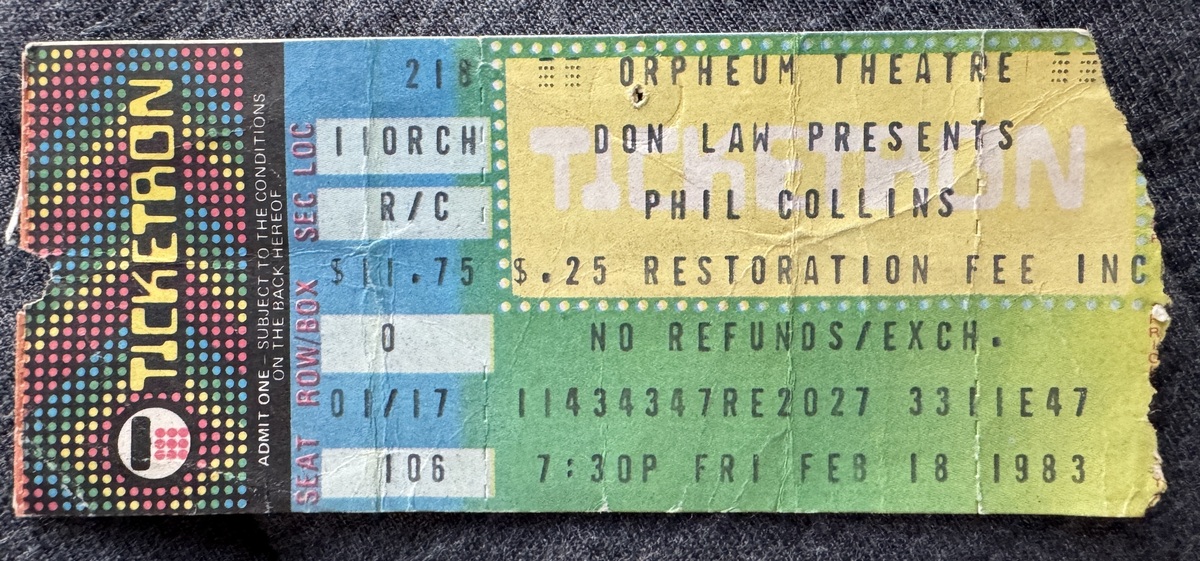 TICKETRON
ADMIT ONE – SUBJECT TO THE CONDITIONS
ON THE BACK HEREOF
SEAT ROW/BOX SEC LOC
218
11ORCH
R/C
$11.75
O
01/17
106
ORPHEUM THEATRE
TICKETRON
DON LAW PRESENTS
PHIL COLLINS
$.25 RESTORATION FEE INC
NO REFUNDS/EXCH.
11434347RE2027 3311E47
7:30P FRI FEB 18 1983